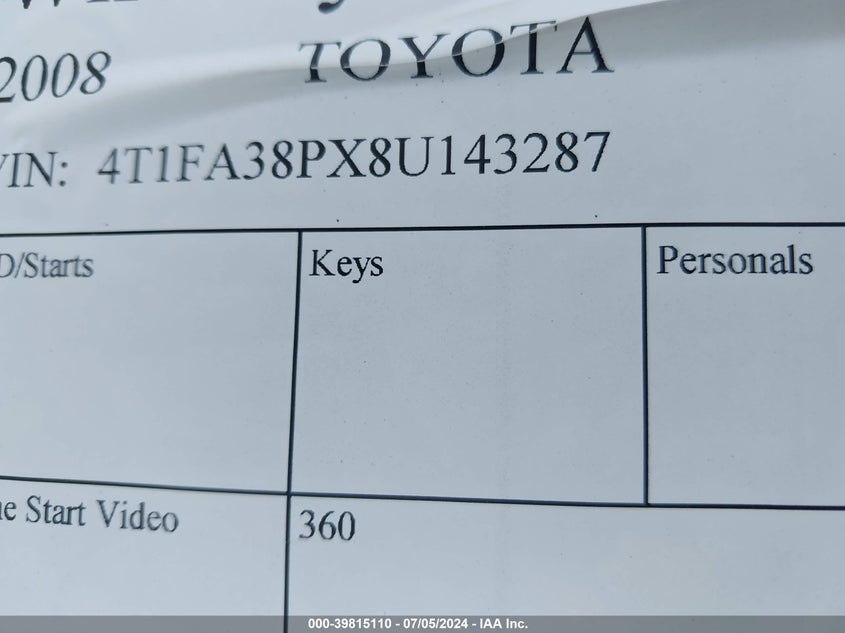 2008 TOYOTA
VIN: 4T1FA38PX8U143287
D/Starts Keys Personals
Start Video 360
000-39815110 - 07/05/2024 - IAA Inc.